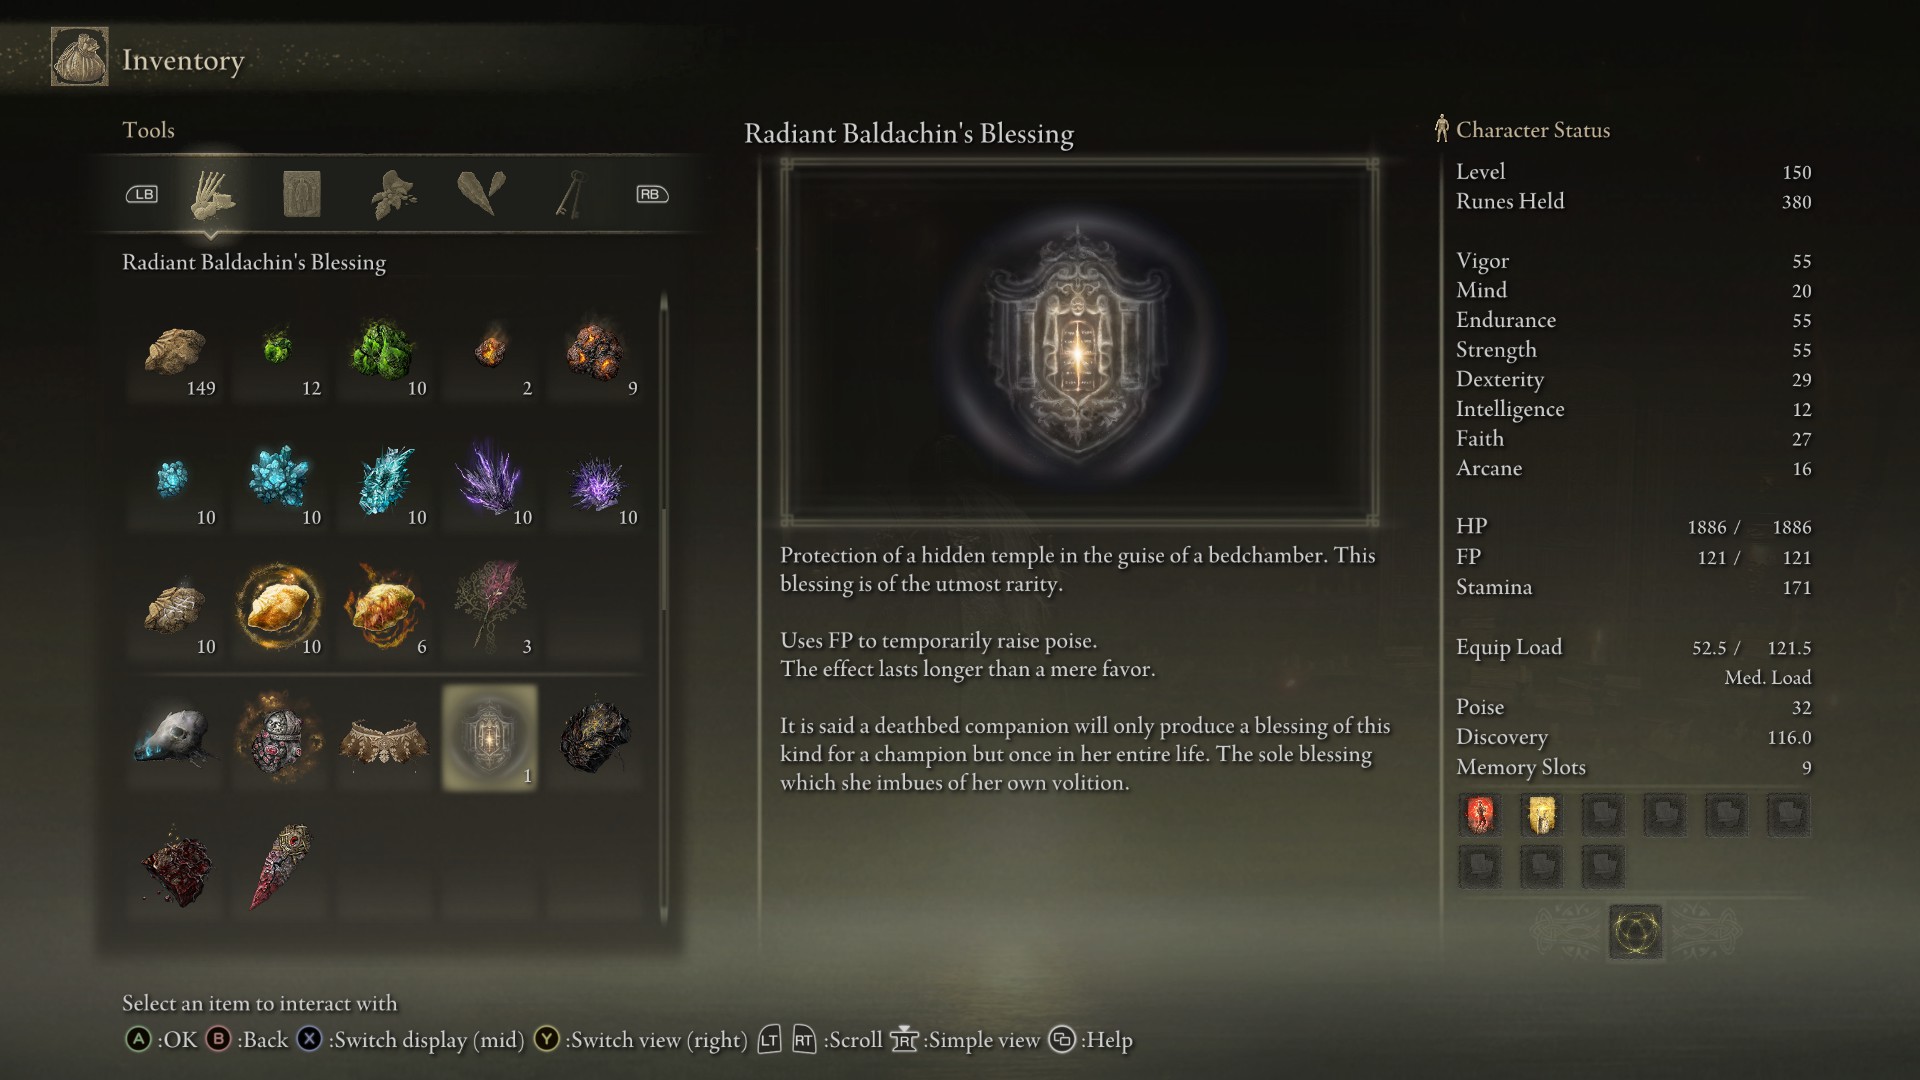 Inventory
Tools
LB
RB
Radiant Baldachin's Blessing
149
12
10
2
9
10
10
10
10
10
10
10
6
3
1
Radiant Baldachin's Blessing
Protection of a hidden temple in the guise of a bedchamber. This
blessing is of the utmost rarity.
Uses FP to temporarily raise poise.
The effect lasts longer than a mere favor.
It is said a deathbed companion will only produce a blessing of this
kind for a champion but once in her entire life. The sole blessing
which she imbues of her own volition.
Character Status
Level 150
Runes Held 380
Vigor 55
Mind 20
Endurance 55
Strength 55
Dexterity 29
Intelligence 12
Faith 27
Arcane 16
HP 1886 / 1886
FP 121 / 121
Stamina 171
Equip Load 52.5 / 121.5
Med. Load
Poise 32
Discovery 116.0
Memory Slots 9
Select an item to interact with
A :OK B :Back X :Switch display (mid) Y :Switch view (right) LT RT :Scroll R :Simple view :Help